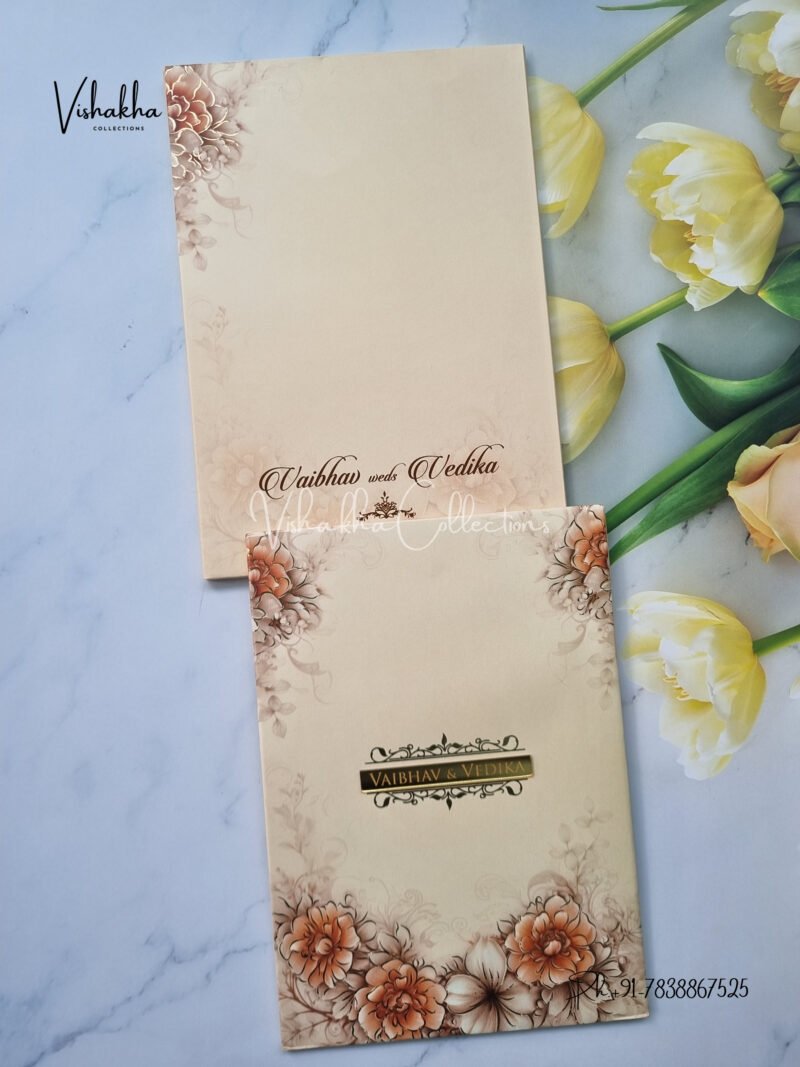 Vishakha
COLLECTIONS
Vaibhav weds Vedika
Vishakha Collections
VAIBHAV & VEDIKA
+91-7838867525